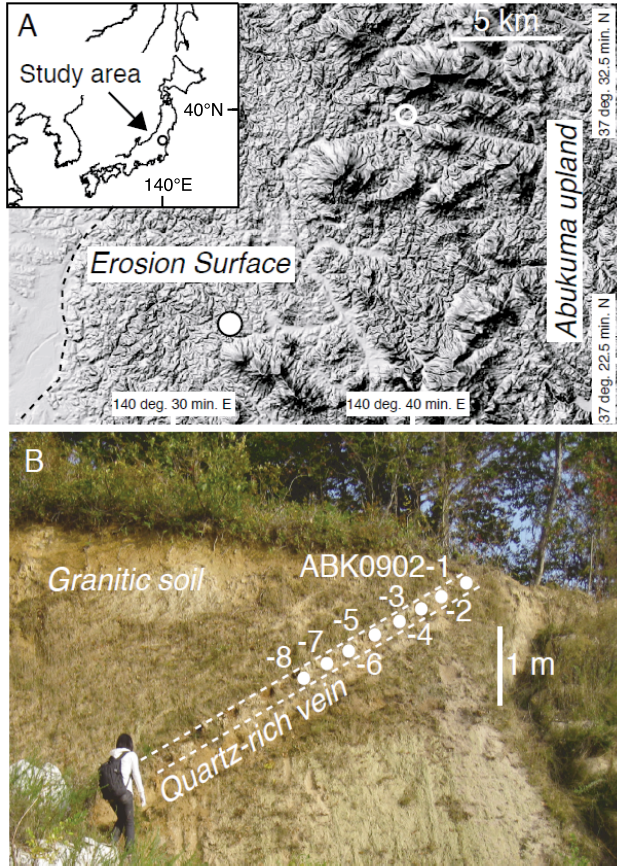 A
Study area
40°N
140°E
5 km
37 deg. 32.5 min. N
Abukuma upland
Erosion Surface
37 deg. 22.5 min. N
140 deg. 30 min. E
140 deg. 40 min. E
B
Granitic soil
ABK0902-1
-2
-3
-4
-5
-6
-7
-8
1 m
Quartz-rich vein